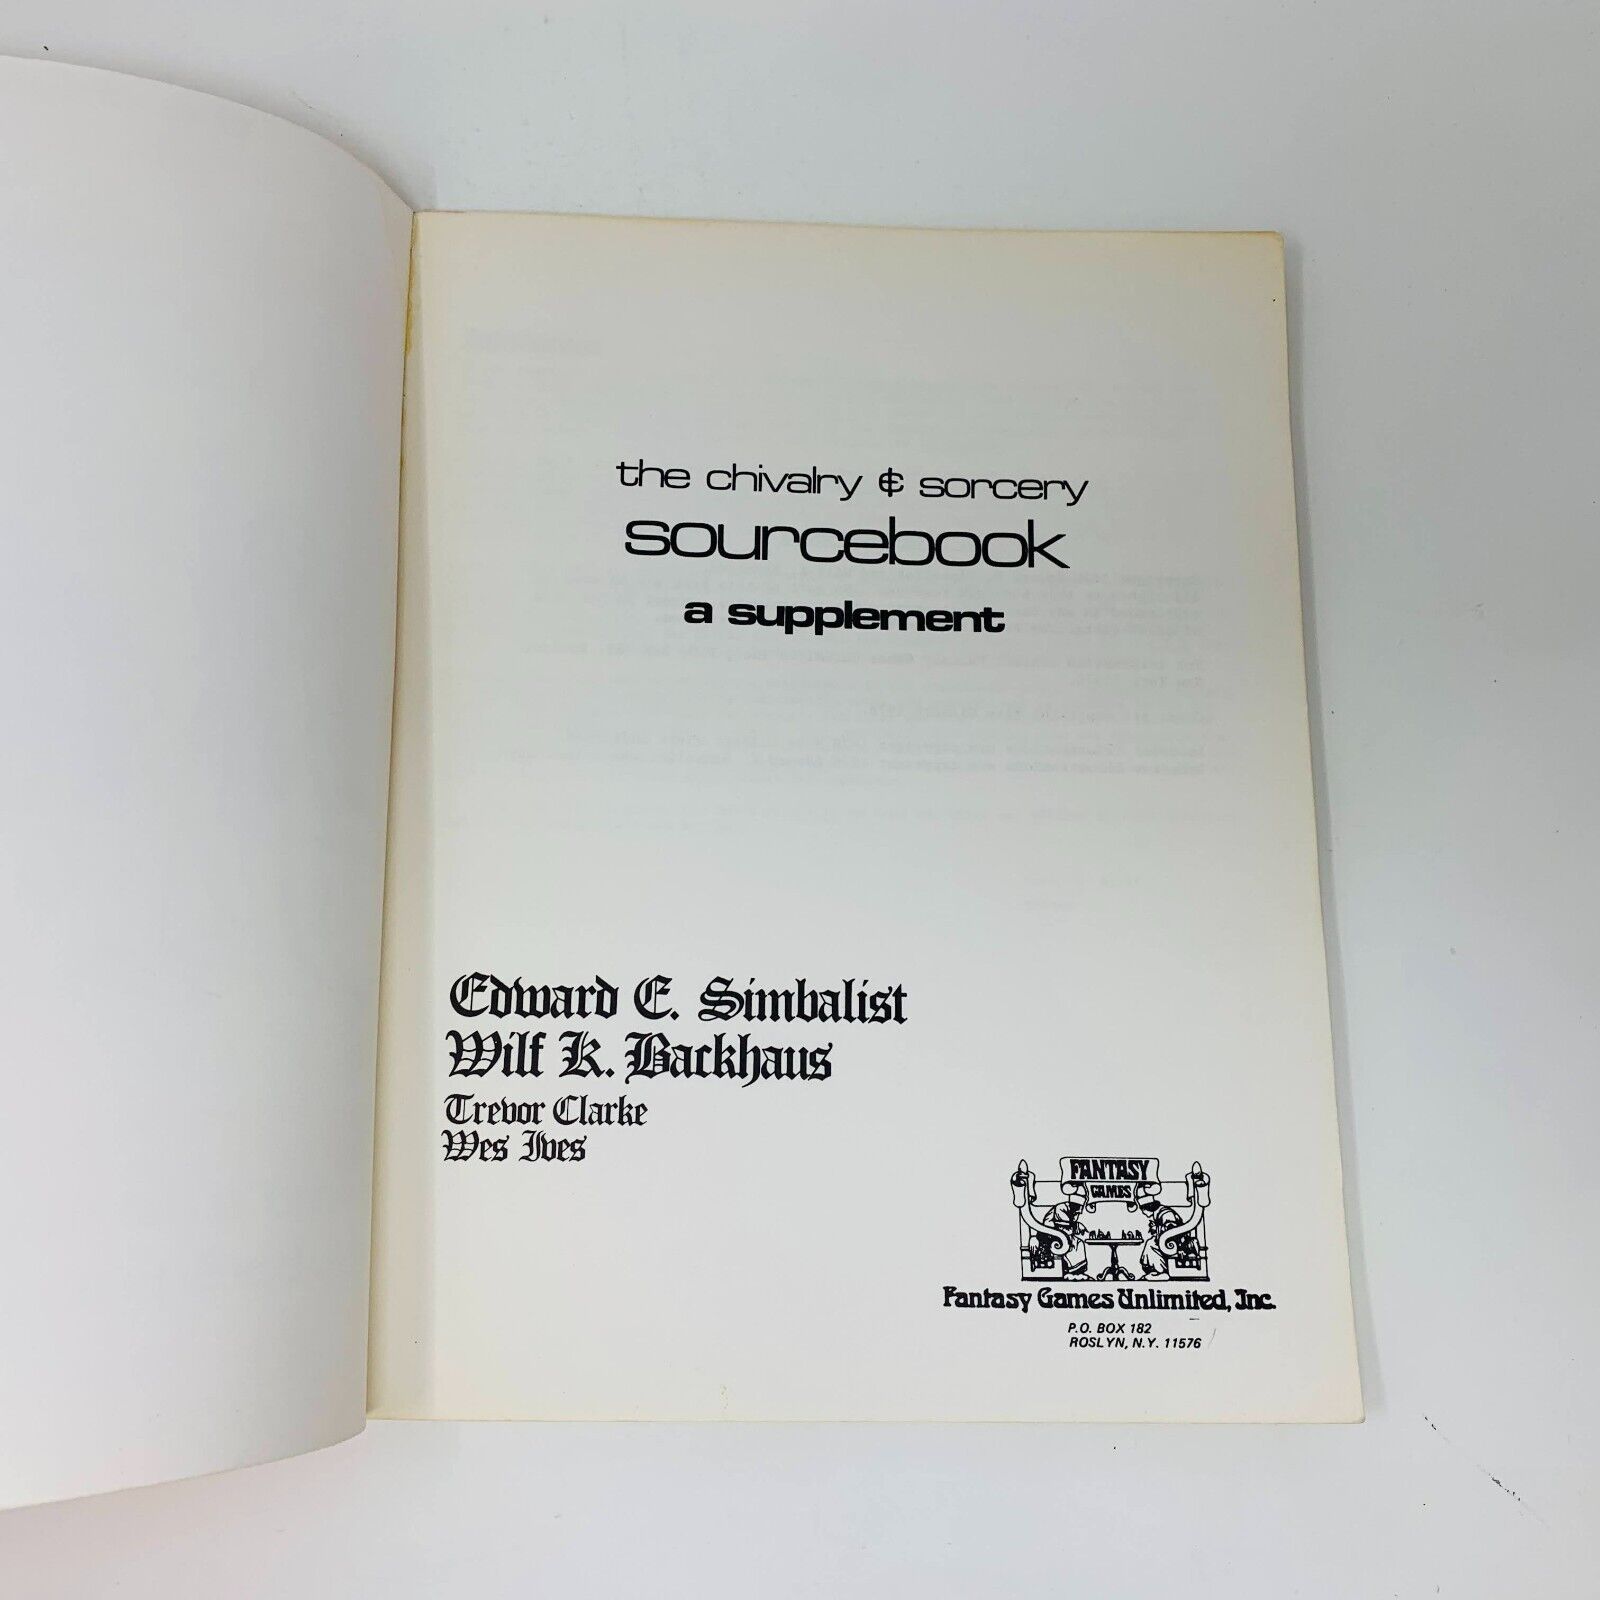 the chivalry & sorcery
sourcebook
a supplement
Edward E. Simbalist
Wilf K. Backhaus
Trevor Clarke
Wes Ives
FANTASY
GAMES
Fantasy Games Unlimited, Inc.
P.O. BOX 182
ROSLYN, N.Y. 11576